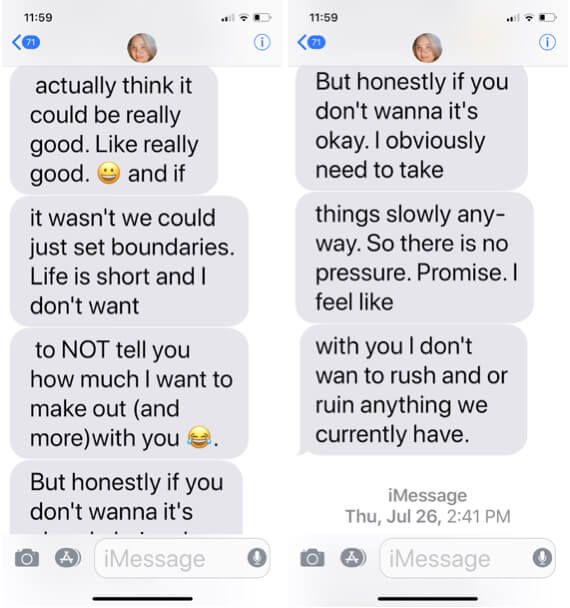 11:59
71
actually think it
could be really
good. Like really
good. 😀 and if
it wasn't we could
just set boundaries.
Life is short and I
don't want
to NOT tell you
how much I want to
make out (and
more)with you 😂.
But honestly if you
don't wanna it's
iMessage
11:59
71
But honestly if you
don't wanna it's
okay. I obviously
need to take
things slowly any-
way. So there is no
pressure. Promise. I
feel like
with you I don't
wan to rush and or
ruin anything we
currently have.
iMessage
Thu, Jul 26, 2:41 PM
iMessage